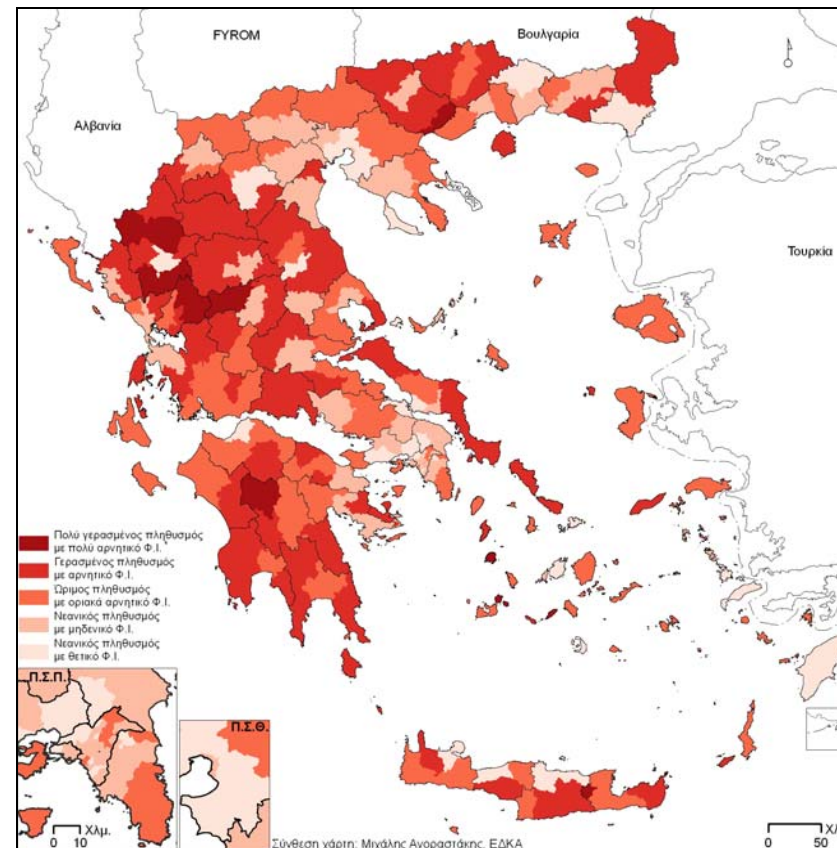 FYROM
Βουλγαρία
Αλβανία
Τουρκία
Πολύ γερασμένος πληθυσμός
με πολύ αρνητικό Φ.Ι.
Γερασμένος πληθυσμός
με αρνητικό Φ.Ι.
Ώριμος πληθυσμός
με οριακά αρνητικό Φ.Ι.
Νεανικός πληθυσμός
με μηδενικό Φ.Ι.
Νεανικός πληθυσμός
με θετικό Φ.Ι.
Π.Σ.Π.
Π.Σ.Θ.
0 10 Χλμ.
Σύνθεση χάρτη: Μιχάλης Αγοραστάκης, ΕΔΚΑ
0 50